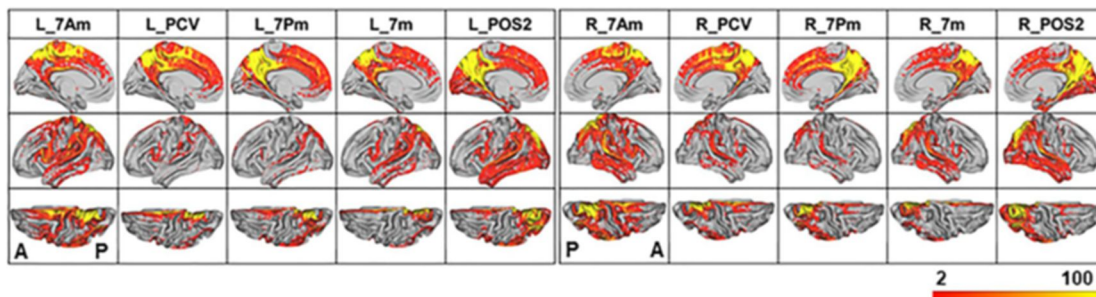 L_7Am L_PCV L_7Pm L_7m L_POS2 R_7Am R_PCV R_7Pm R_7m R_POS2
A P P A
2 100